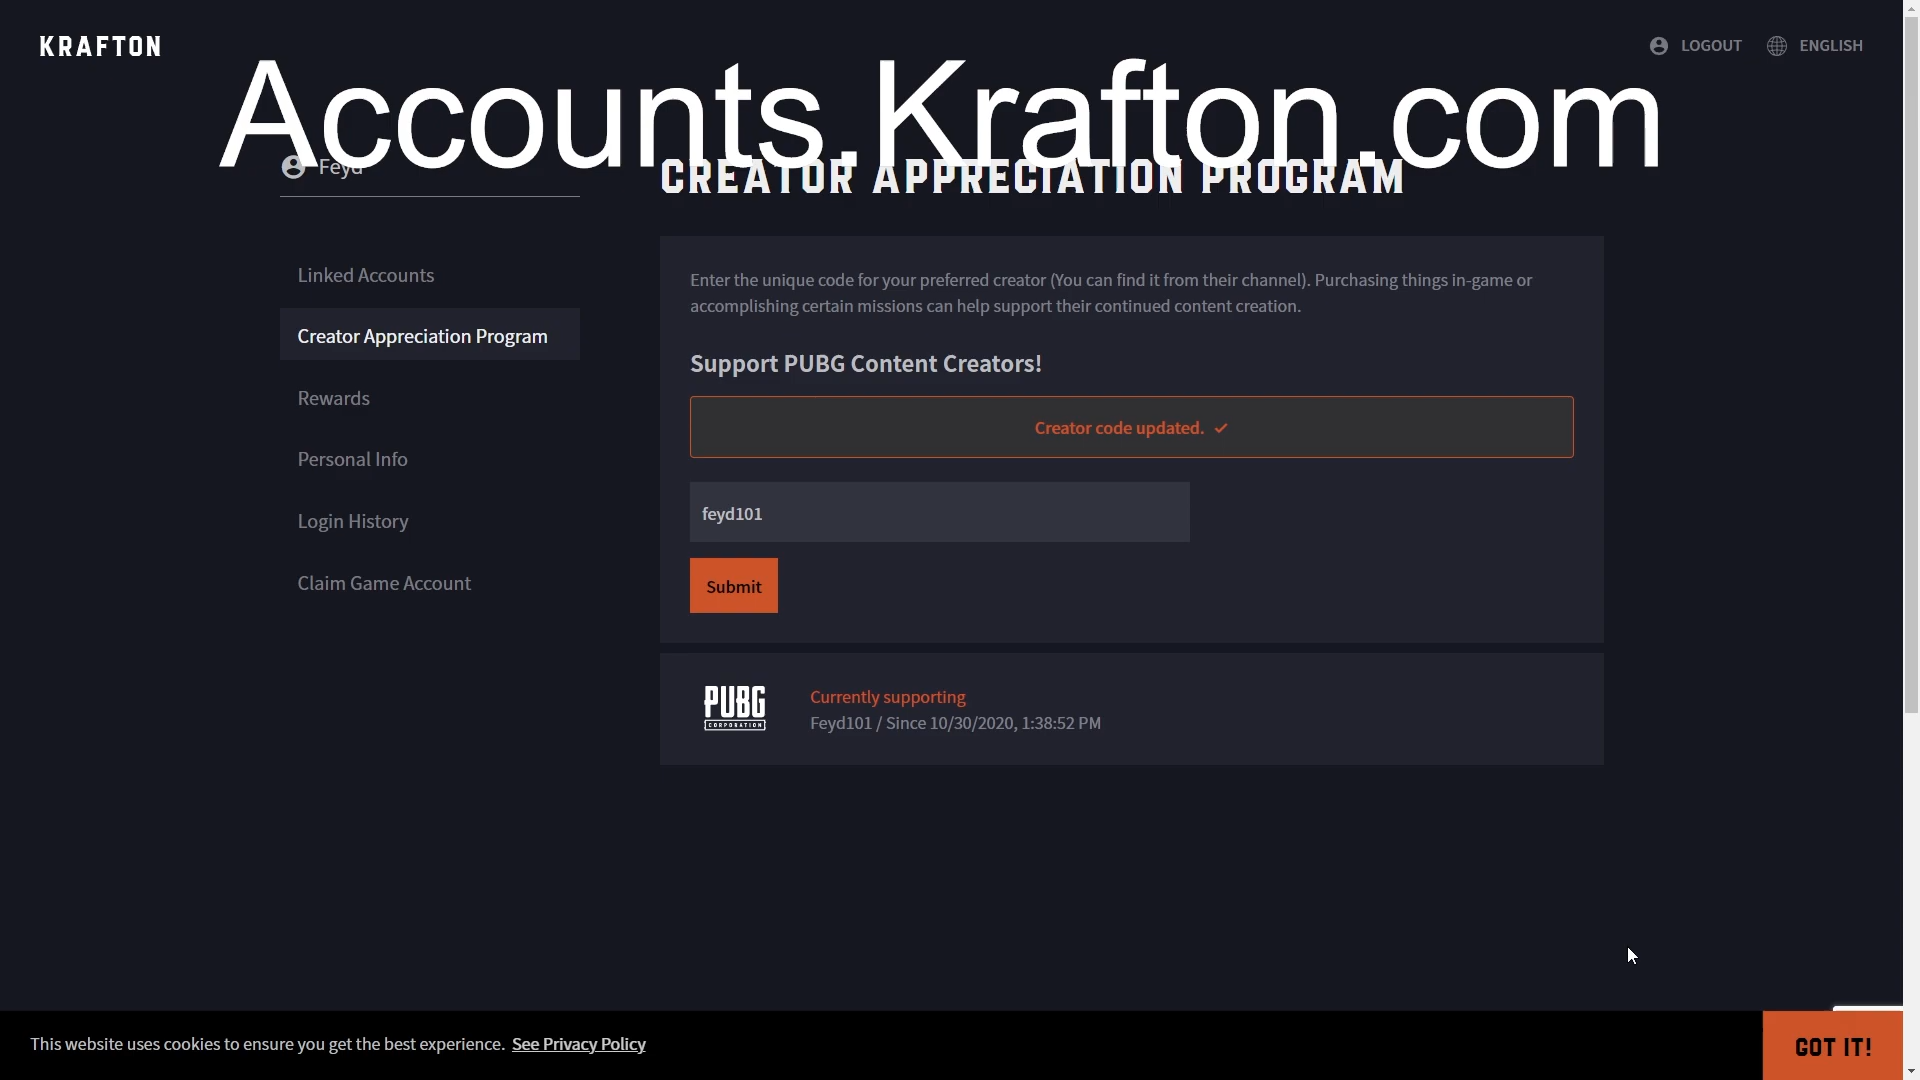 KRAFTON
LOGOUT
ENGLISH
Accounts.Krafton.com
Feyd
CREATOR APPRECIATION PROGRAM
Linked Accounts
Creator Appreciation Program
Rewards
Personal Info
Login History
Claim Game Account
Enter the unique code for your preferred creator (You can find it from their channel). Purchasing things in-game or
accomplishing certain missions can help support their continued content creation.
Support PUBG Content Creators!
Creator code updated.
feyd101
Submit
PUBG
CORPORATION
Currently supporting
Feyd101 / Since 10/30/2020, 1:38:52 PM
This website uses cookies to ensure you get the best experience. See Privacy Policy
GOT IT!